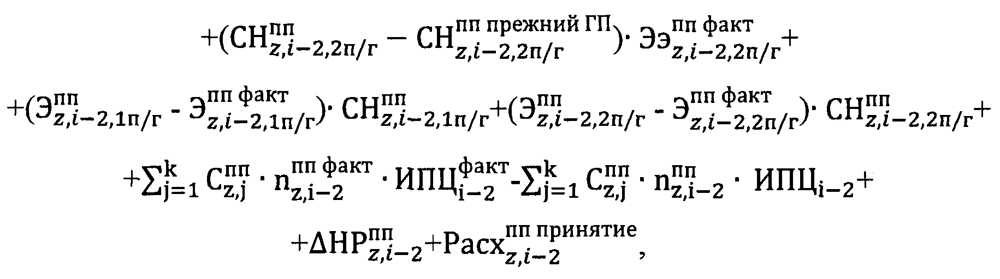 +(СН^{пп}_{z,i−2,2п/г} − СН^{пп прежний ГП}_{z,i−2,2п/г})· Ээ^{пп факт}_{z,i−2,2п/г}+
+(Э^{пп}_{z,i−2,1п/г} - Э^{пп факт}_{z,i−2,1п/г})· СН^{пп}_{z,i−2,1п/г}+(Э^{пп}_{z,i−2,2п/г} - Э^{пп факт}_{z,i−2,2п/г})· СН^{пп}_{z,i−2,2п/г}+
+∑^{k}_{j=1} C^{пп}_{z,j} · n^{пп факт}_{z,i−2} · ИПЦ^{факт}_{i−2}-∑^{k}_{j=1} C^{пп}_{z,j} · n^{пп}_{z,i−2} · ИПЦ_{i−2}+
+ΔНР^{пп}_{z,i−2}+Расх^{пп принятие}_{z,i−2},